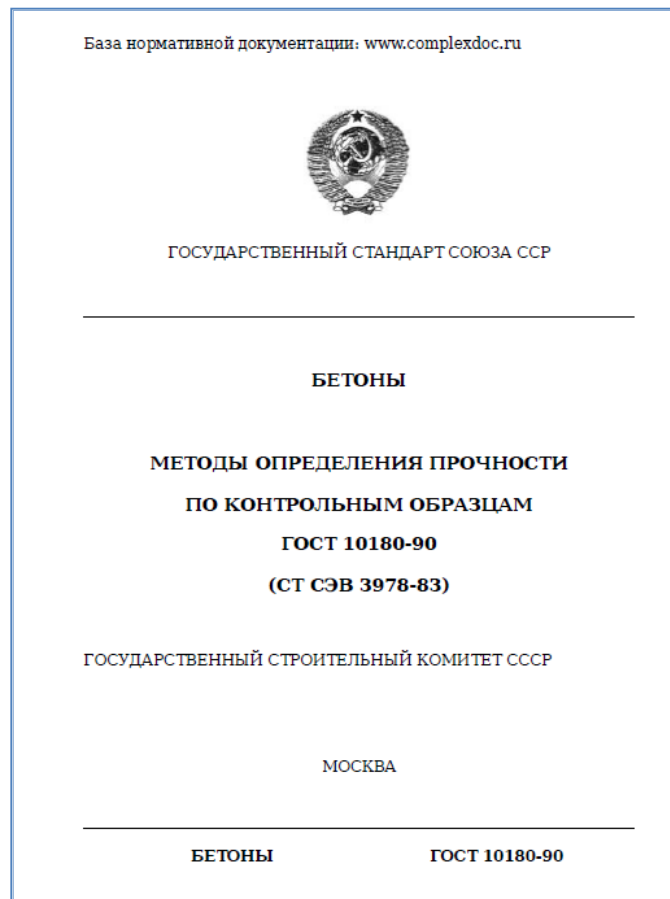 База нормативной документации: www.complexdoc.ru
ГОСУДАРСТВЕННЫЙ СТАНДАРТ СОЮЗА ССР
БЕТОНЫ
МЕТОДЫ ОПРЕДЕЛЕНИЯ ПРОЧНОСТИ
ПО КОНТРОЛЬНЫМ ОБРАЗЦАМ
ГОСТ 10180-90
(СТ СЭВ 3978-83)
ГОСУДАРСТВЕННЫЙ СТРОИТЕЛЬНЫЙ КОМИТЕТ СССР
МОСКВА
БЕТОНЫ ГОСТ 10180-90